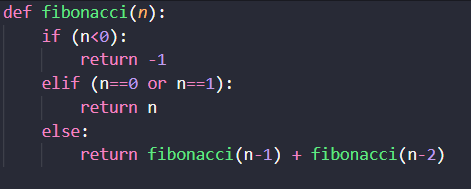 def fibonacci(n):
    if (n<0):
        return -1
    elif (n==0 or n==1):
        return n
    else:
        return fibonacci(n-1) + fibonacci(n-2)